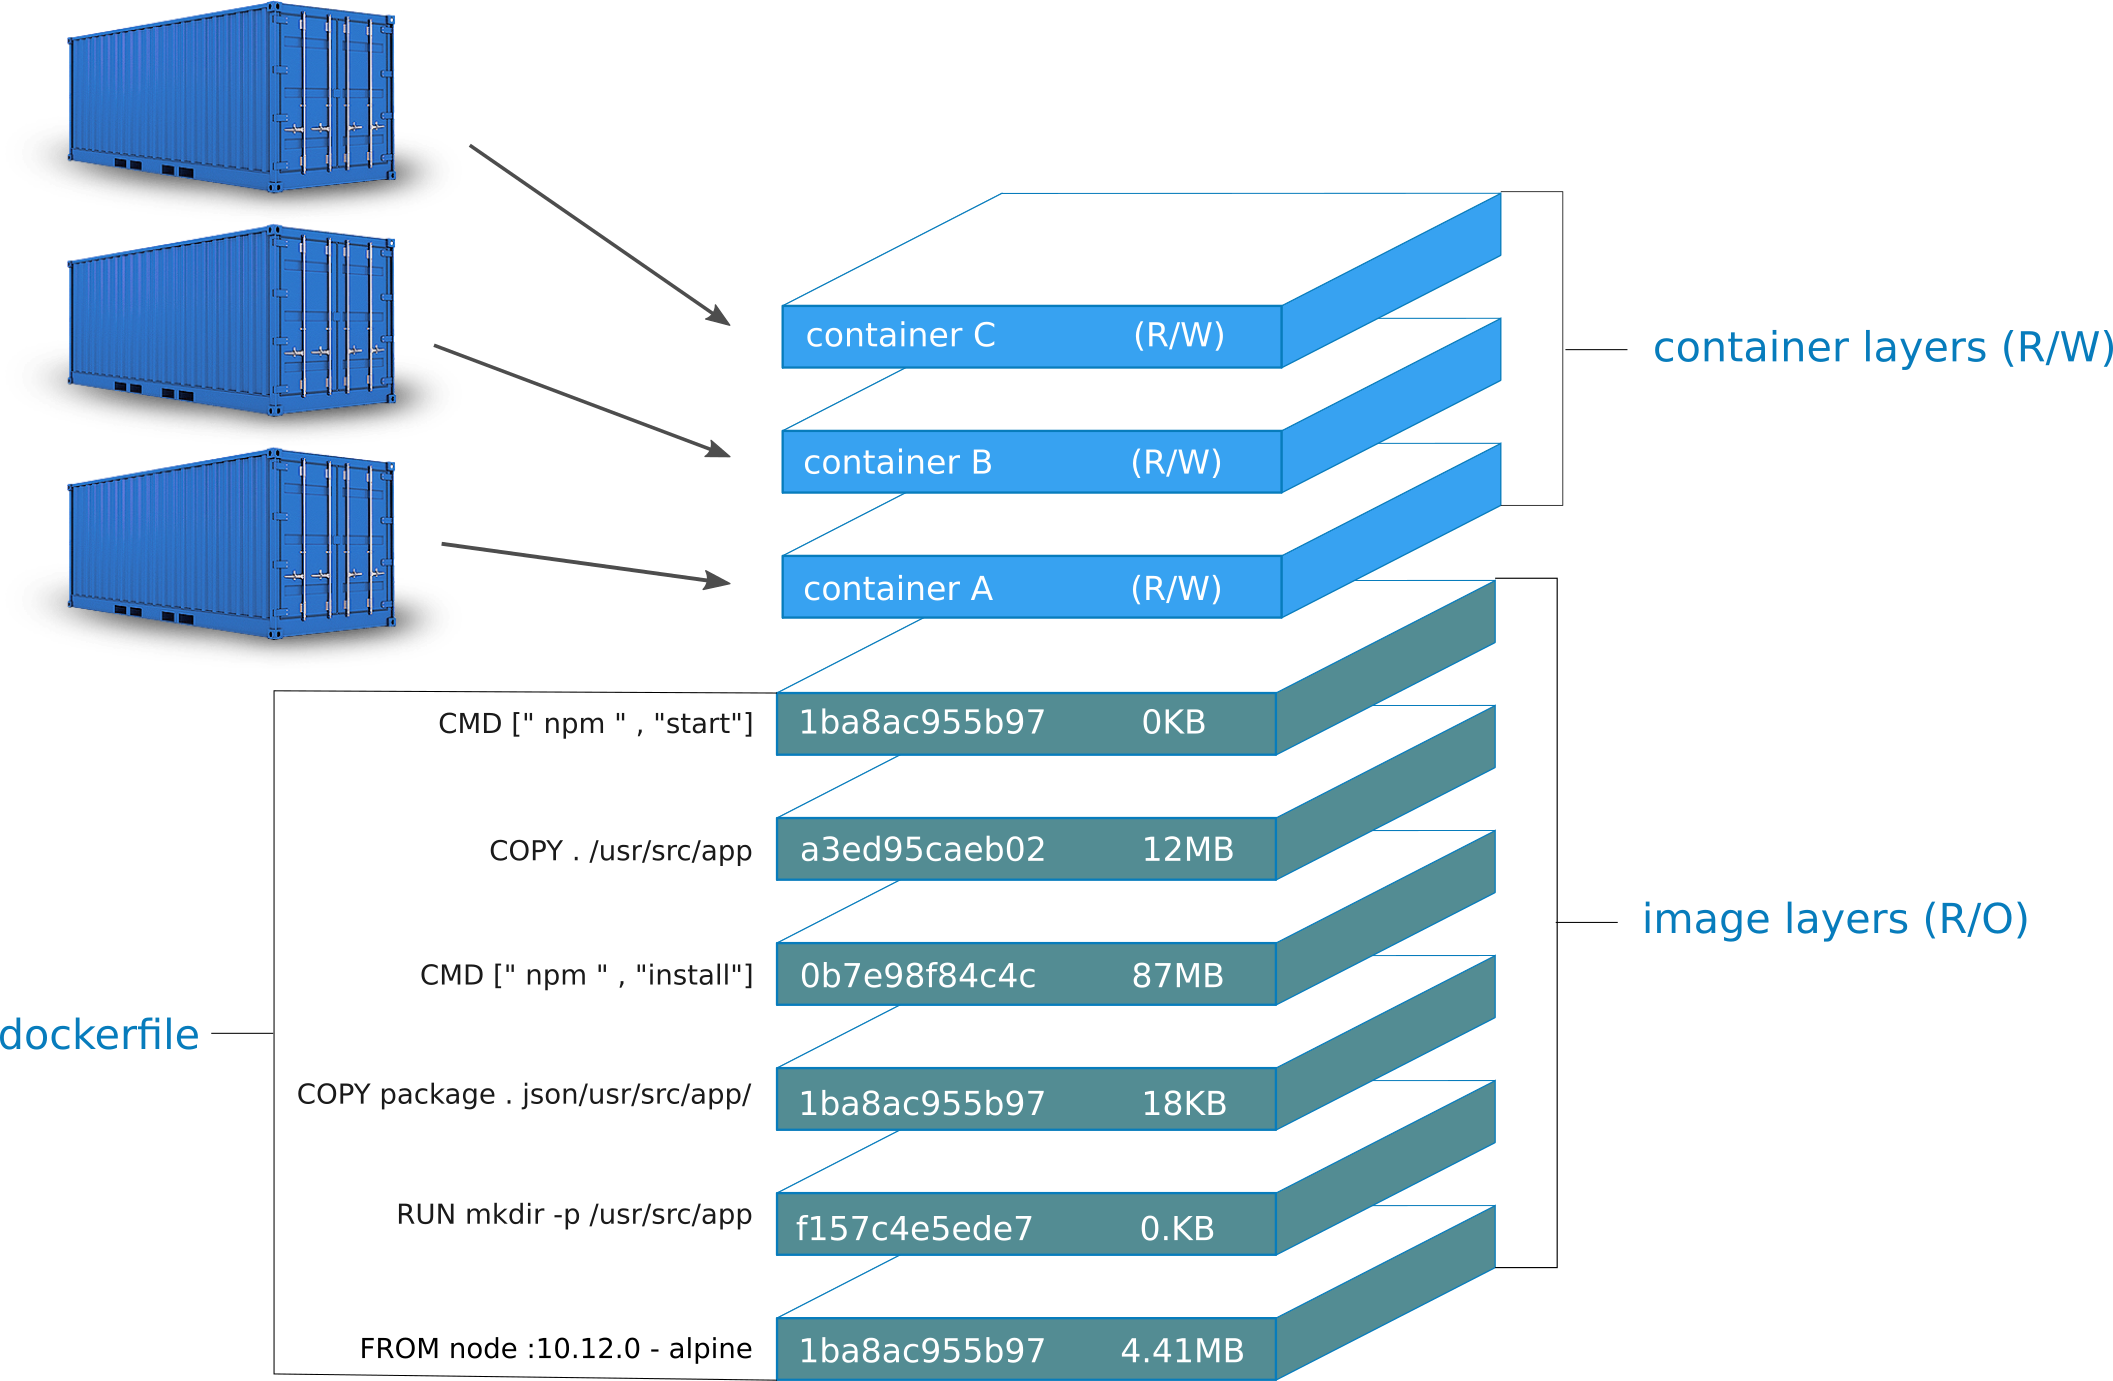 container C (R/W)
container layers (R/W)
container B (R/W)
container A (R/W)
CMD [" npm " , "start"] 1ba8ac955b97 0KB
COPY . /usr/src/app a3ed95caeb02 12MB
image layers (R/O)
CMD [" npm " , "install"] 0b7e98f84c4c 87MB
dockerfile
COPY package . json/usr/src/app/ 1ba8ac955b97 18KB
RUN mkdir -p /usr/src/app f157c4e5ede7 0.KB
FROM node :10.12.0 - alpine 1ba8ac955b97 4.41MB